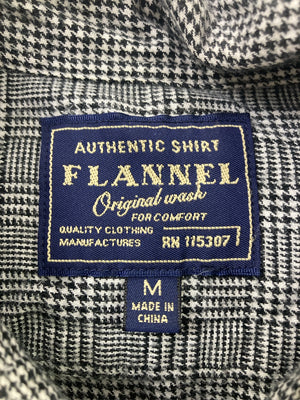 AUTHENTIC SHIRT
FLANNEL
Original wash
FOR COMFORT
QUALITY CLOTHING
MANUFACTURES RN 115307
M
MADE IN
CHINA